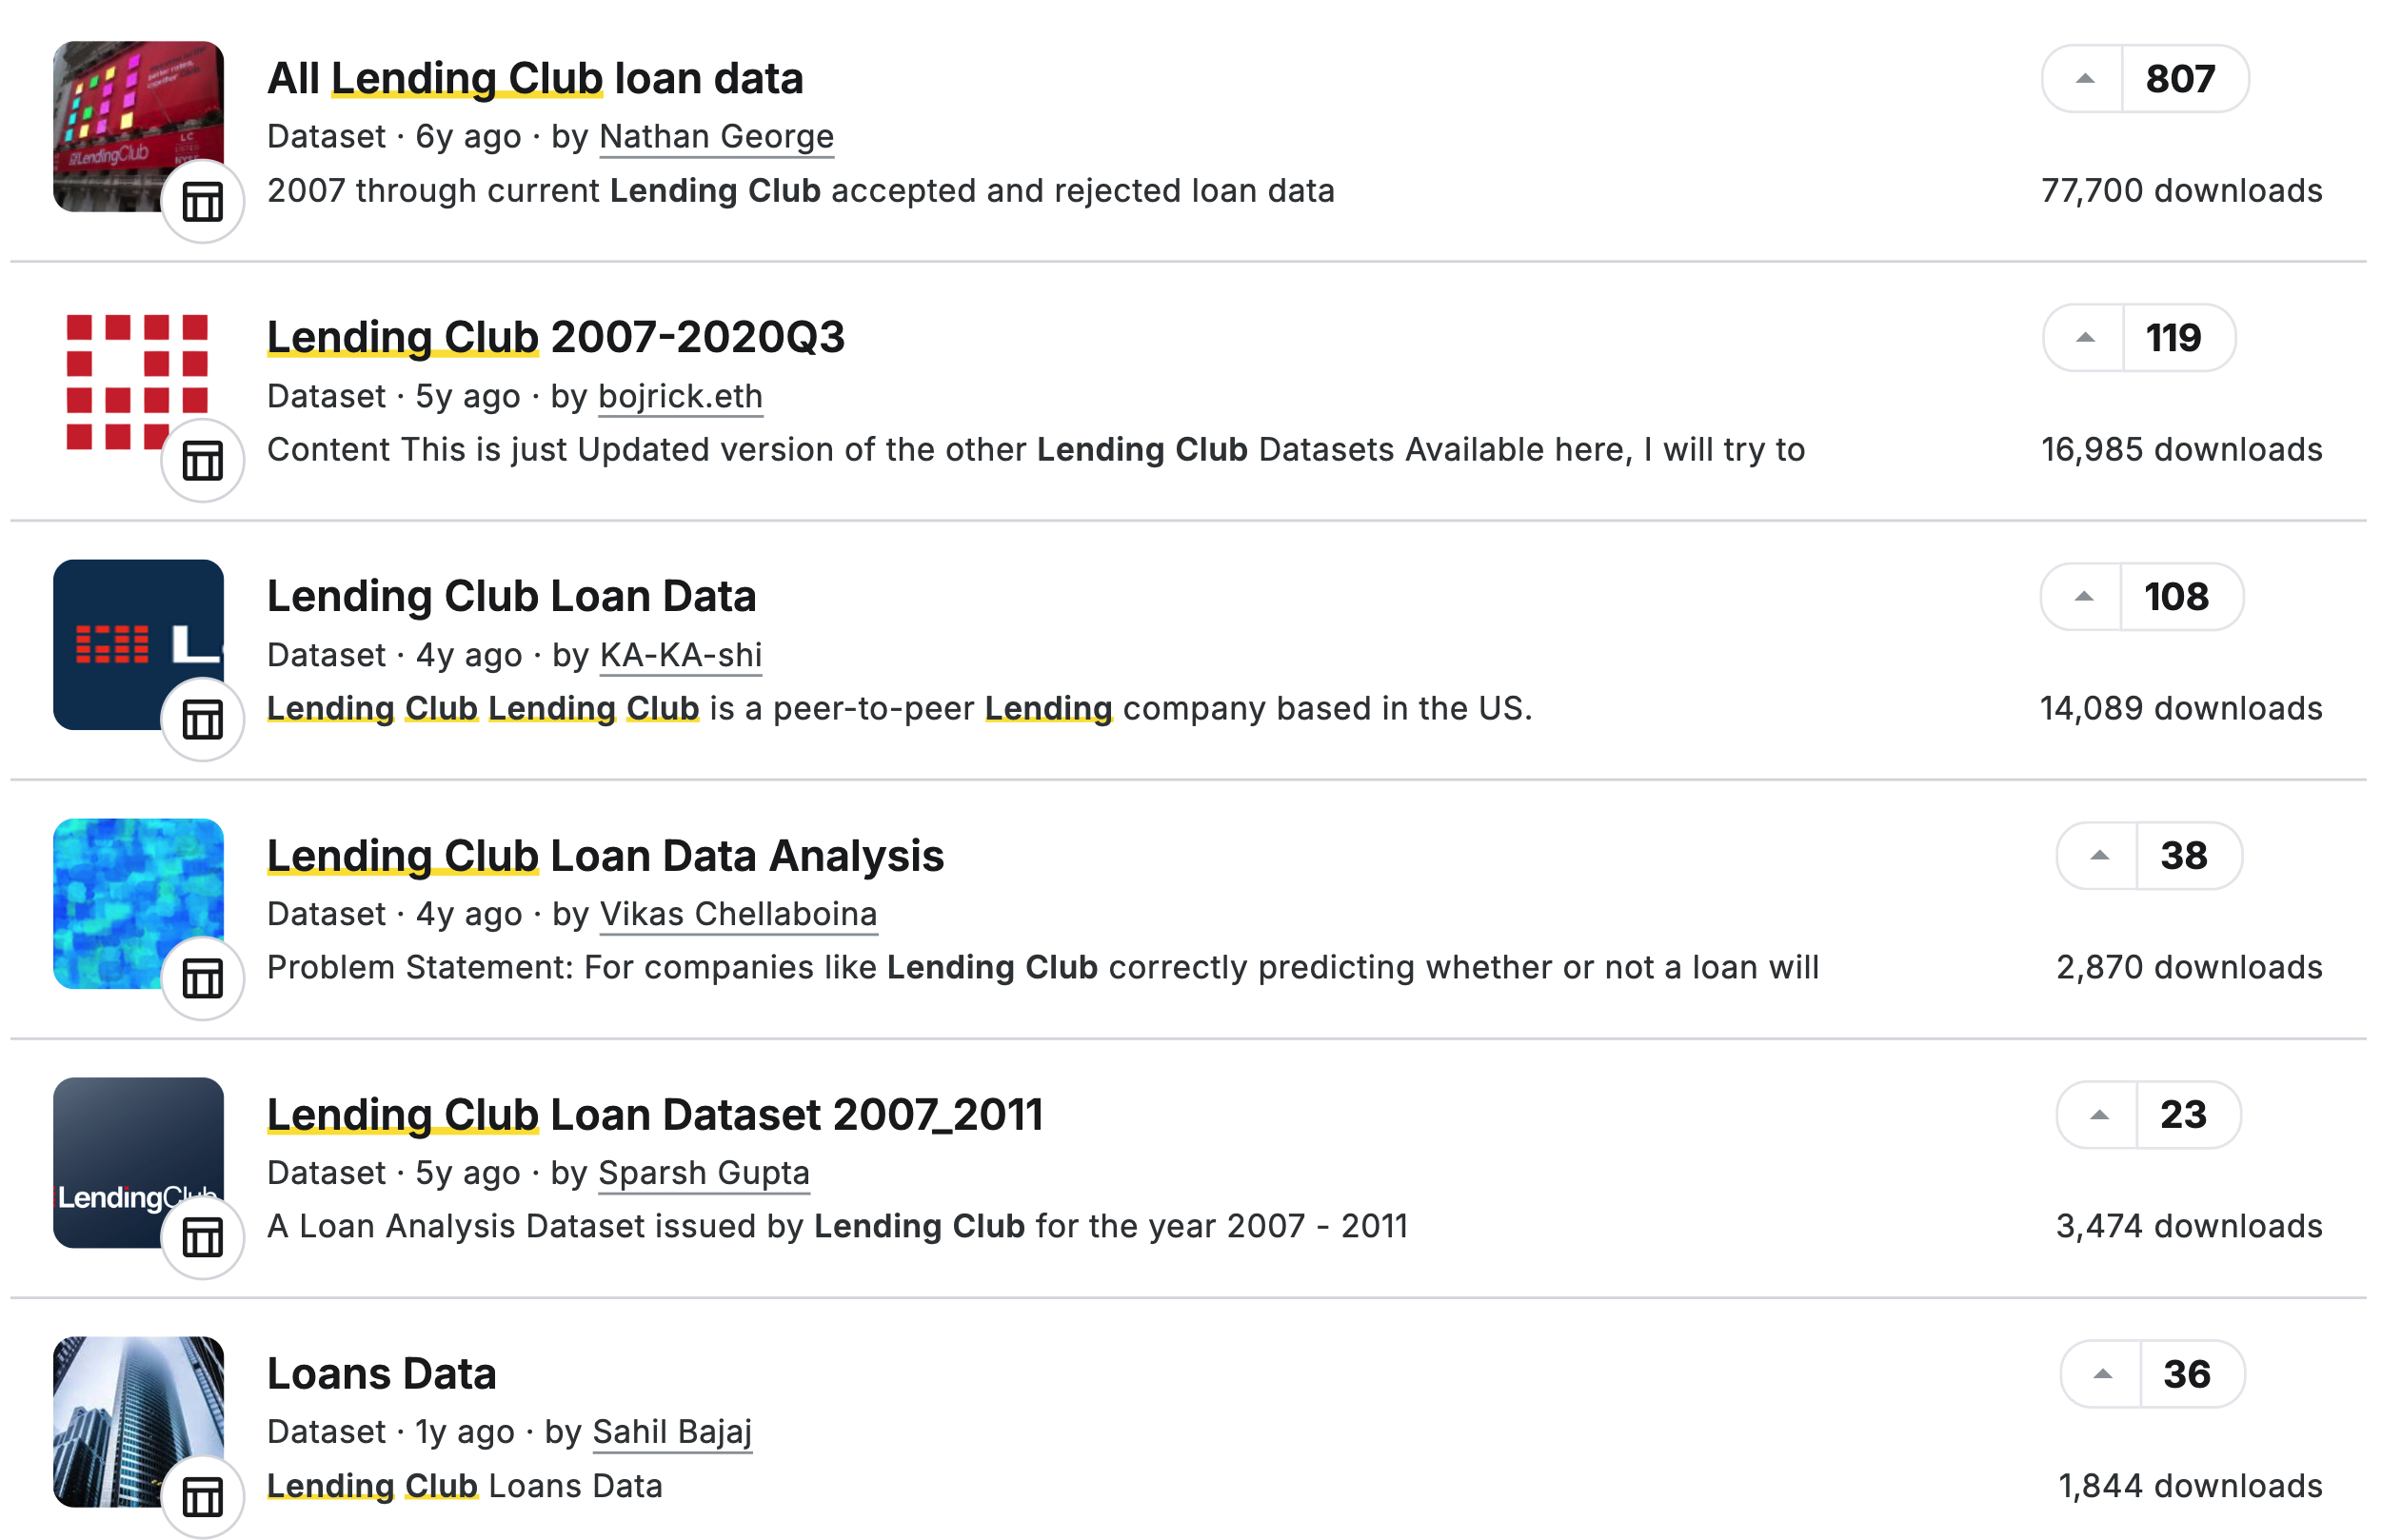 All Lending Club loan data
Dataset · 6y ago · by Nathan George
2007 through current Lending Club accepted and rejected loan data
807
77,700 downloads
LendingClub
Lending Club 2007-2020Q3
Dataset · 5y ago · by bojrick.eth
Content This is just Updated version of the other Lending Club Datasets Available here, I will try to
119
16,985 downloads
Lending Club Loan Data
Dataset · 4y ago · by KA-KA-shi
Lending Club Lending Club is a peer-to-peer Lending company based in the US.
108
14,089 downloads
L
Lending Club Loan Data Analysis
Dataset · 4y ago · by Vikas Chellaboina
Problem Statement: For companies like Lending Club correctly predicting whether or not a loan will
38
2,870 downloads
Lending Club Loan Dataset 2007_2011
Dataset · 5y ago · by Sparsh Gupta
A Loan Analysis Dataset issued by Lending Club for the year 2007 - 2011
23
3,474 downloads
LendingClub
Loans Data
Dataset · 1y ago · by Sahil Bajaj
Lending Club Loans Data
36
1,844 downloads